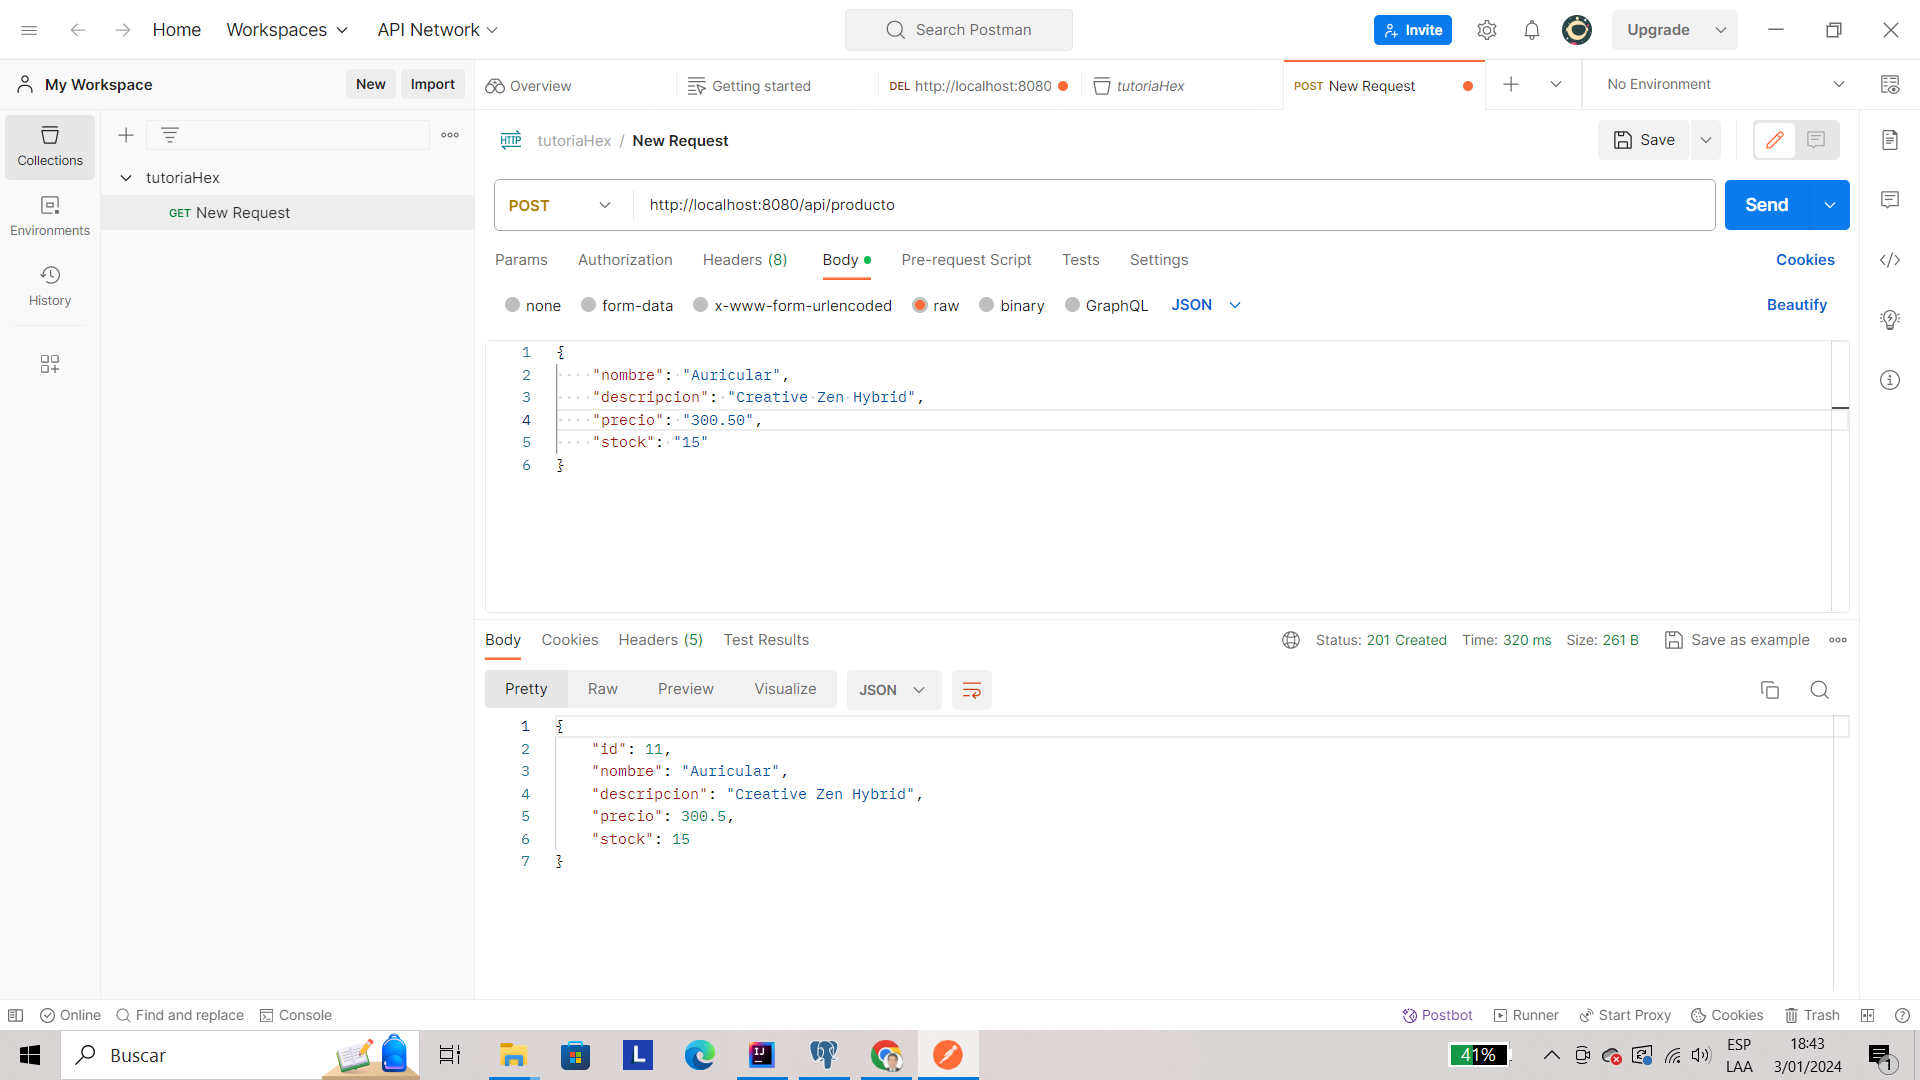 Home Workspaces API Network Search Postman Invite Upgrade
My Workspace New Import Overview Getting started DEL http://localhost:8080 tutoriaHex POST New Request No Environment
Collections
Environments
History
tutoriaHex
GET New Request
HTTP tutoriaHex / New Request Save
POST http://localhost:8080/api/producto Send
Params Authorization Headers (8) Body Pre-request Script Tests Settings Cookies
none form-data x-www-form-urlencoded raw binary GraphQL JSON Beautify
1 {
2 "nombre": "Auricular",
3 "descripcion": "Creative Zen Hybrid",
4 "precio": "300.50",
5 "stock": "15"
6 }
Body Cookies Headers (5) Test Results Status: 201 Created Time: 320 ms Size: 261 B Save as example
Pretty Raw Preview Visualize JSON
1 {
2 "id": 11,
3 "nombre": "Auricular",
4 "descripcion": "Creative Zen Hybrid",
5 "precio": 300.5,
6 "stock": 15
7 }
Online Find and replace Console Postbot Runner Start Proxy Cookies Trash
Buscar L IJ 41% ESP 18:43
LAA 3/01/2024 1